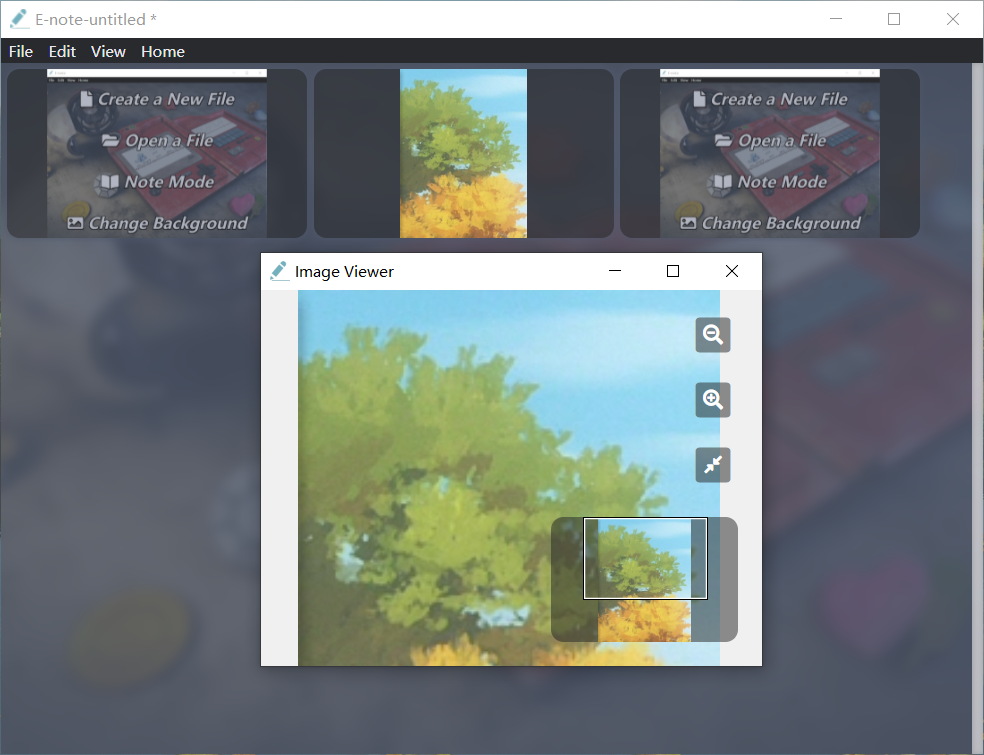 E-note-untitled *
File Edit View Home
Create a New File
Open a File
Note Mode
Change Background
Create a New File
Open a File
Note Mode
Change Background
Image Viewer